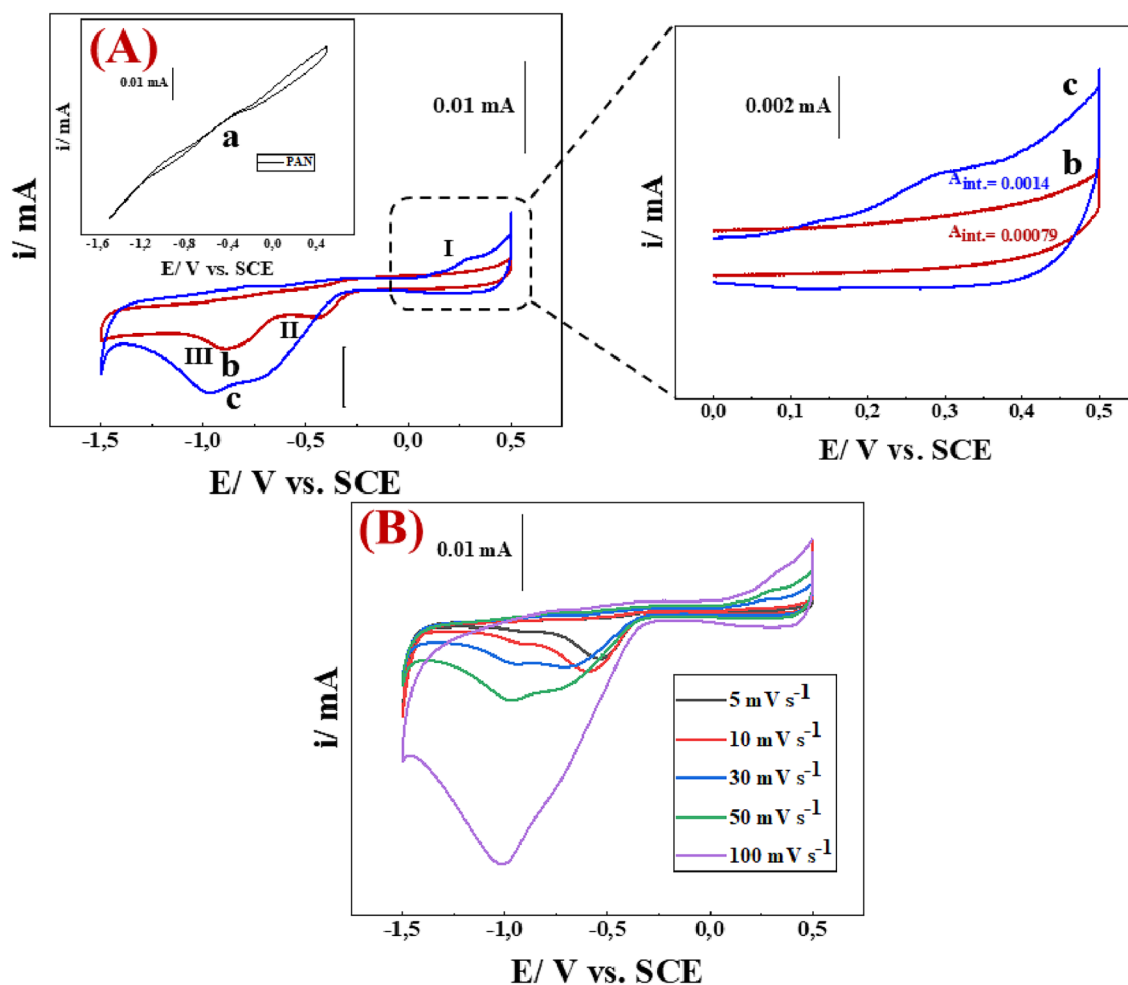 (A)
0.01 mA
a
PAN
i/ mA
-1,6 -1,2 -0,8 -0,4 0,0 0,4
E/ V vs. SCE
0.01 mA
I
II
III
b
c
i/ mA
-1,5 -1,0 -0,5 0,0 0,5
E/ V vs. SCE
0.002 mA
c
b
A int.= 0.0014
A int.= 0.00079
0,0 0,1 0,2 0,3 0,4 0,5
E/ V vs. SCE
(B)
0.01 mA
i/ mA
5 mV s-1
10 mV s-1
30 mV s-1
50 mV s-1
100 mV s-1
-1,5 -1,0 -0,5 0,0 0,5
E/ V vs. SCE